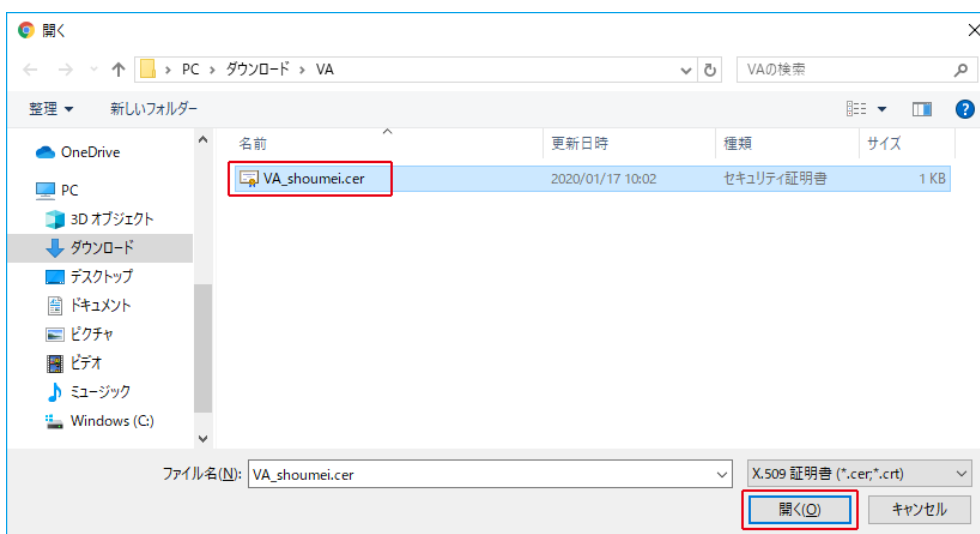 開く
PC › ダウンロード › VA
VAの検索
整理 ▼ 新しいフォルダー
名前 更新日時 種類 サイズ
VA_shoumei.cer 2020/01/17 10:02 セキュリティ証明書 1 KB
OneDrive
PC
3D オブジェクト
ダウンロード
デスクトップ
ドキュメント
ピクチャ
ビデオ
ミュージック
Windows (C:)
ファイル名(N): VA_shoumei.cer
X.509 証明書 (*.cer;*.crt)
開く(O) キャンセル